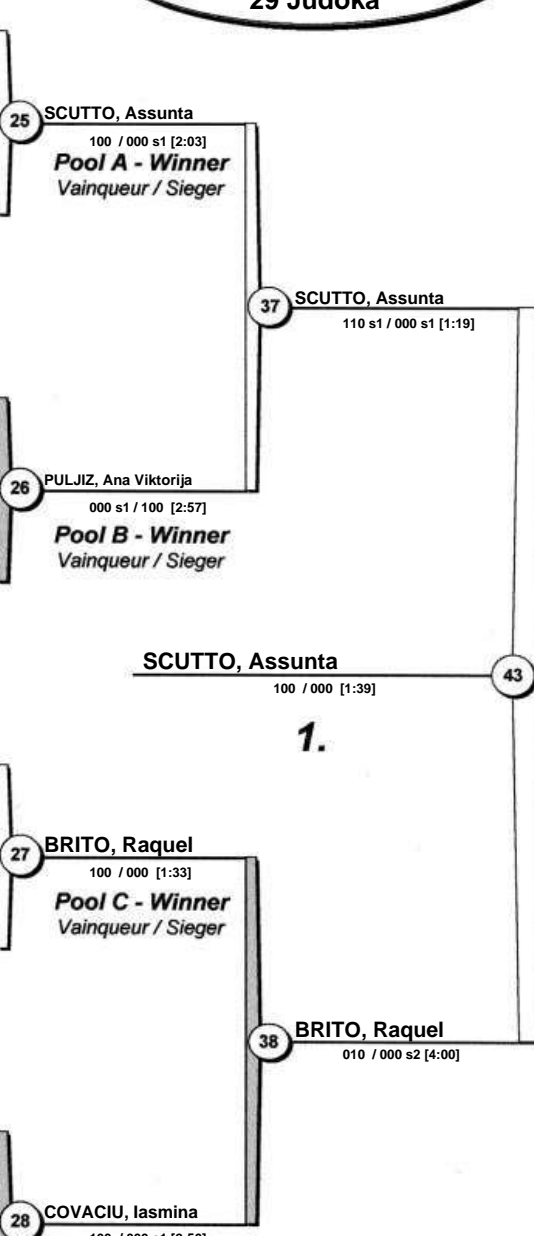 29 Judoka
25 SCUTTO, Assunta
100 / 000 s1 [2:03]
Pool A - Winner
Vainqueur / Sieger
37 SCUTTO, Assunta
110 s1 / 000 s1 [1:19]
26 PULJIZ, Ana Viktorija
000 s1 / 100 [2:57]
Pool B - Winner
Vainqueur / Sieger
SCUTTO, Assunta 43
100 / 000 [1:39]
1.
27 BRITO, Raquel
100 / 000 [1:33]
Pool C - Winner
Vainqueur / Sieger
38 BRITO, Raquel
010 / 000 s2 [4:00]
28 COVACIU, Iasmina